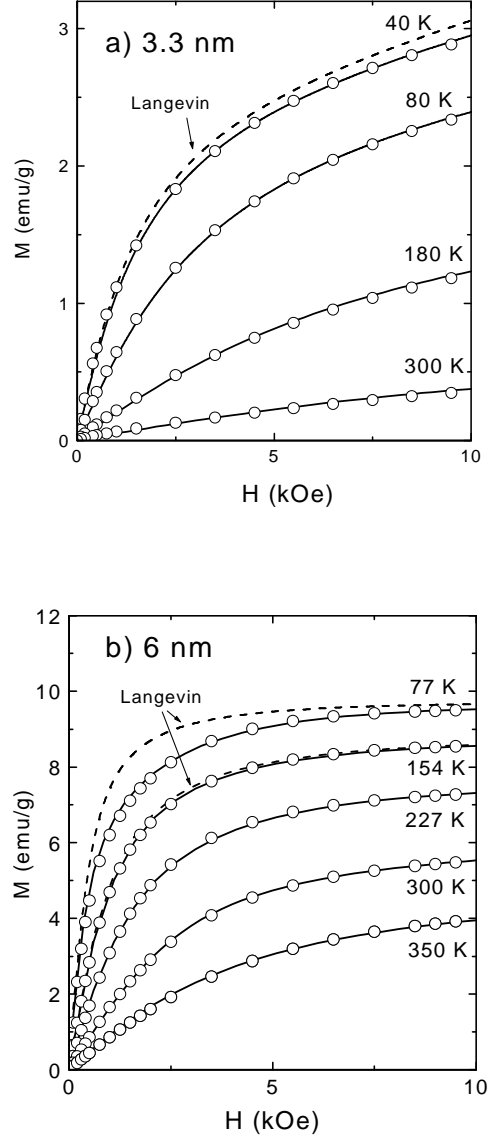 a) 3.3 nm
40 K
Langevin
80 K
180 K
300 K
3
2
1
0
M (emu/g)
0
5
10
H (kOe)
b) 6 nm
Langevin
77 K
154 K
227 K
300 K
350 K
12
10
8
6
4
2
0
M (emu/g)
0
5
10
H (kOe)